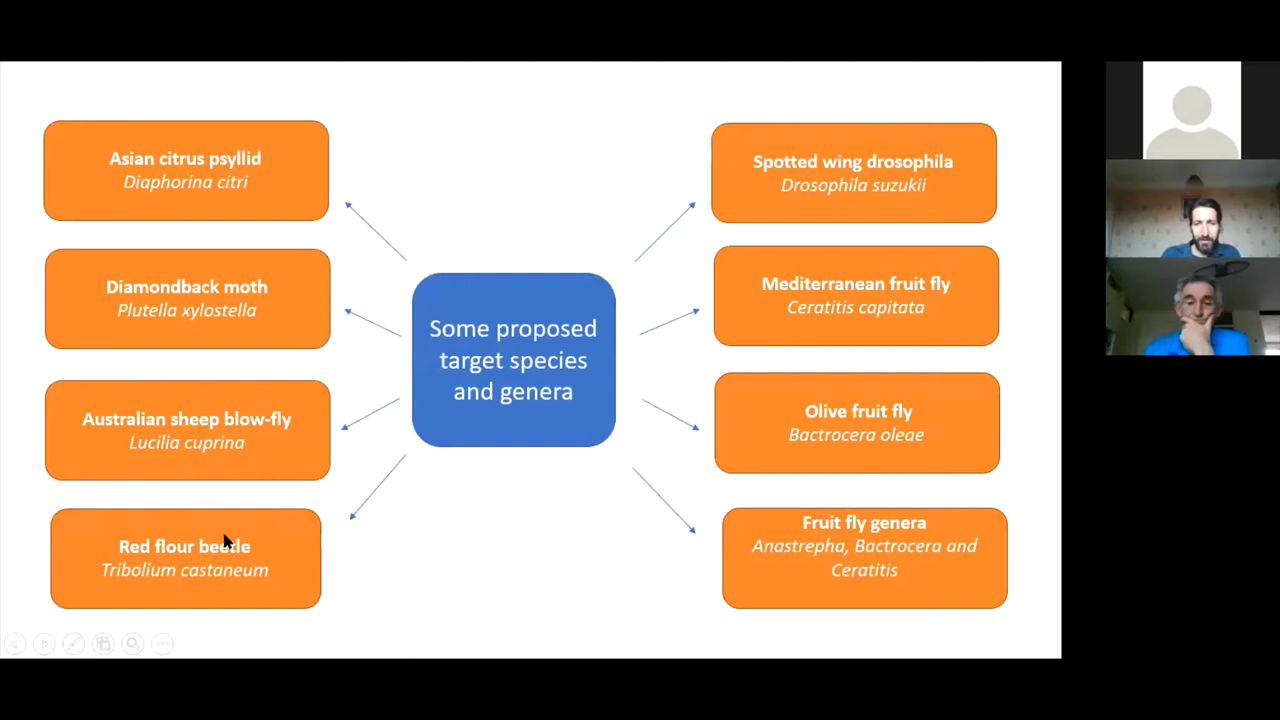 Asian citrus psyllid
Diaphorina citri
Diamondback moth
Plutella xylostella
Australian sheep blow-fly
Lucilia cuprina
Red flour beetle
Tribolium castaneum
Some proposed
target species
and genera
Spotted wing drosophila
Drosophila suzukii
Mediterranean fruit fly
Ceratitis capitata
Olive fruit fly
Bactrocera oleae
Fruit fly genera
Anastrepha, Bactrocera and
Ceratitis